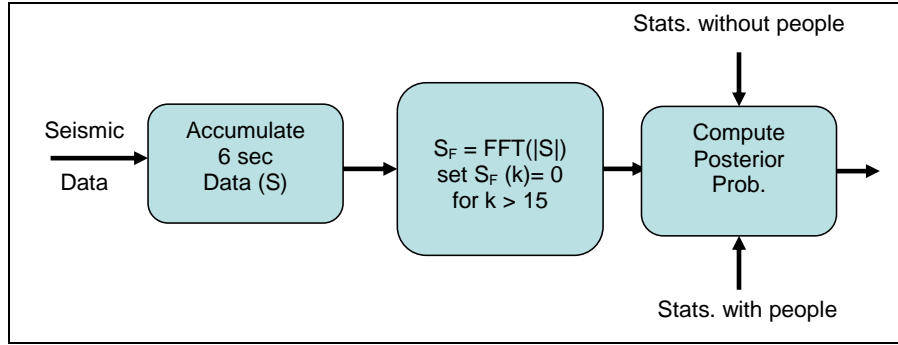 Stats. without people
Seismic
Data
Accumulate
6 sec
Data (S)
S_F = FFT(|S|)
set S_F (k)= 0
for k > 15
Compute
Posterior
Prob.
Stats. with people